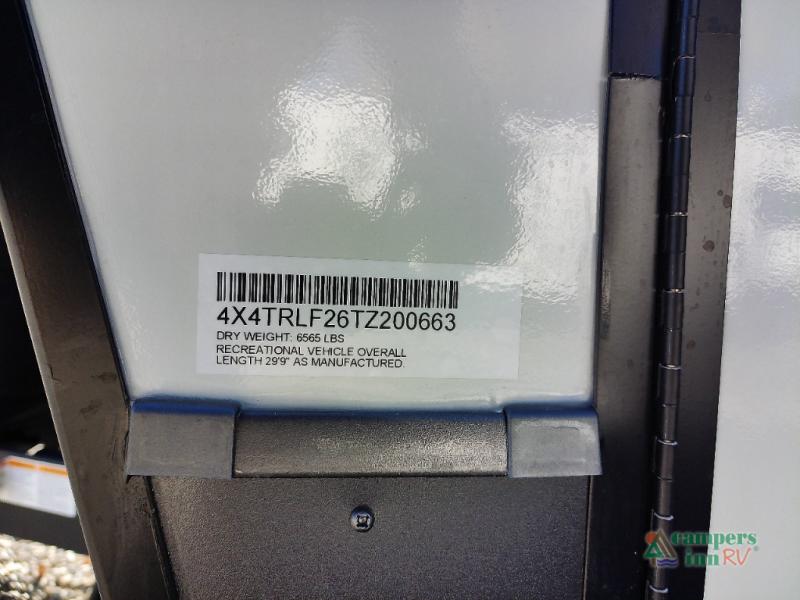 4X4TRLF26TZ200663
DRY WEIGHT: 6565 LBS
RECREATIONAL VEHICLE OVERALL
LENGTH 29'9" AS MANUFACTURED.
campers
inn RV